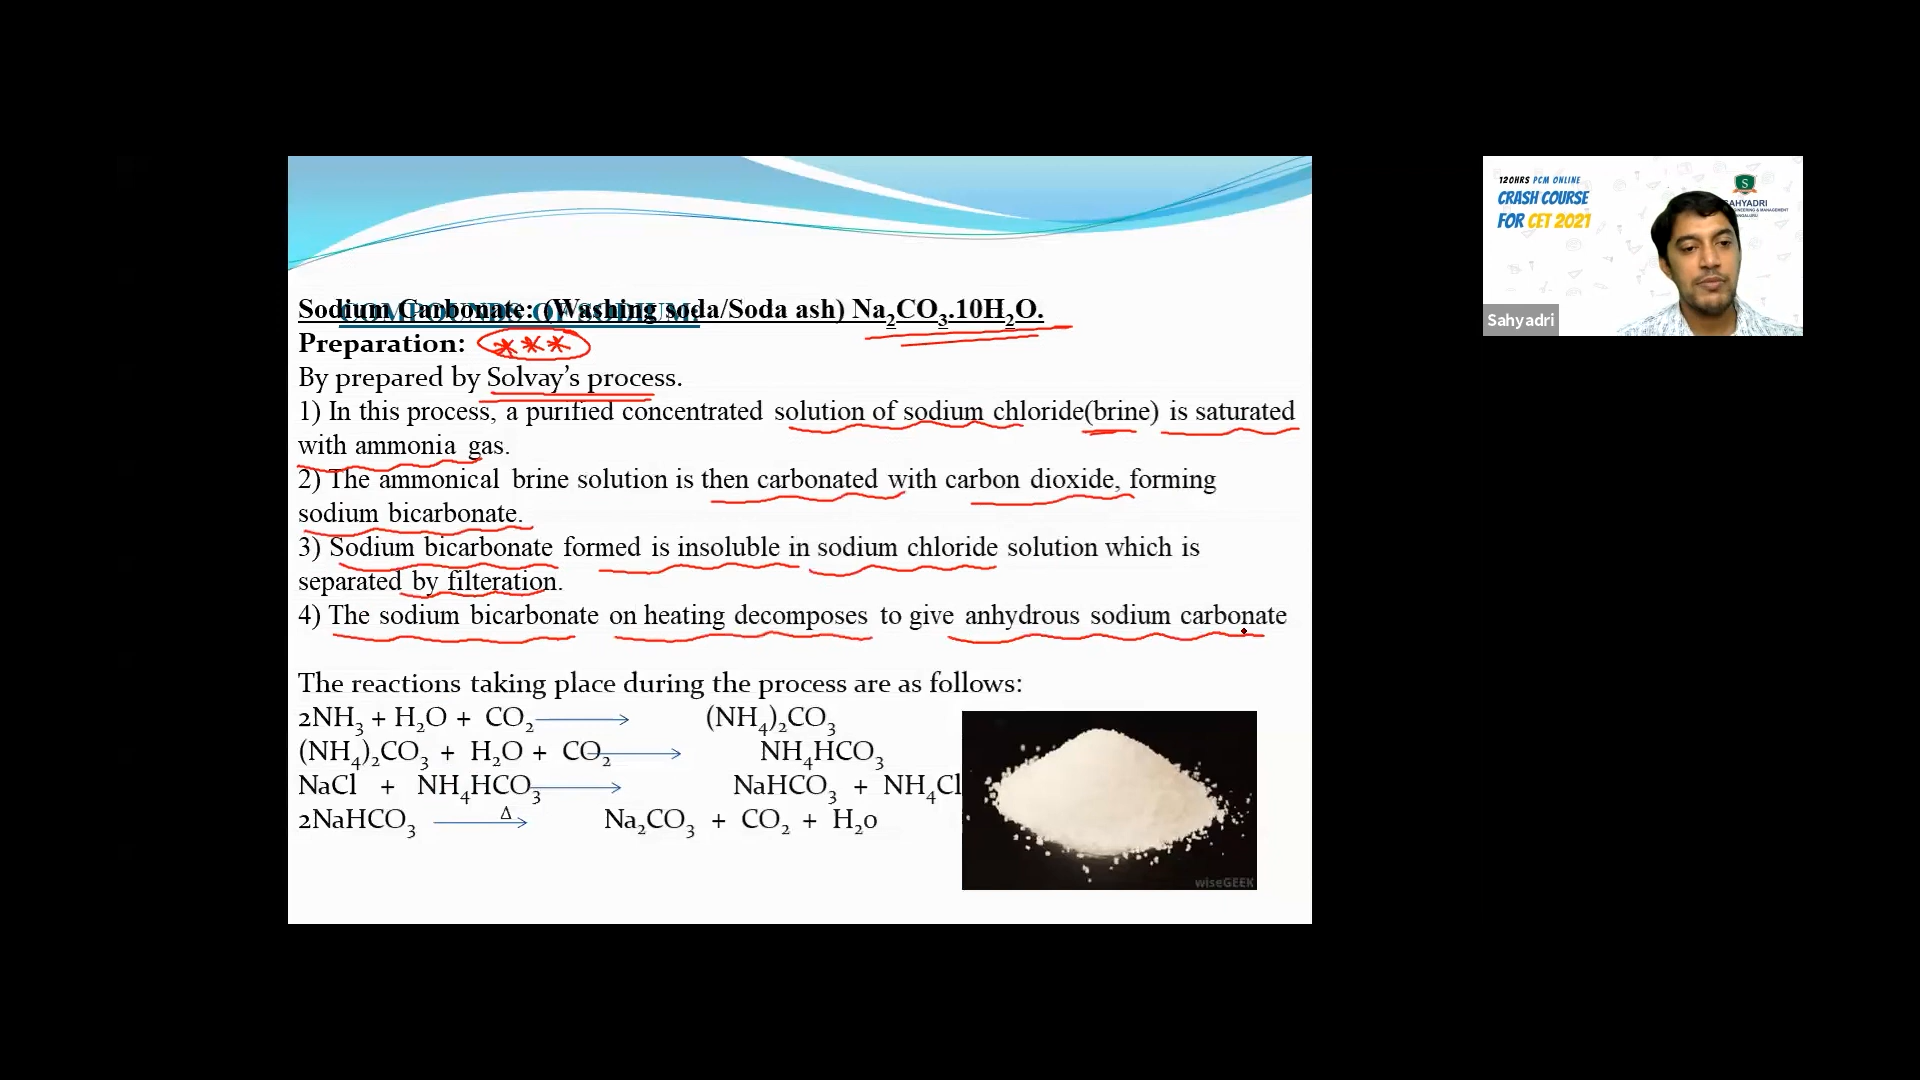 COMPOUNDS OF SODIUM:
Sodium Carbonate: (Washing soda/Soda ash) Na₂CO₃.10H₂O.
Preparation: ***
By prepared by Solvay’s process.
1) In this process, a purified concentrated solution of sodium chloride(brine) is saturated
with ammonia gas.
2) The ammonical brine solution is then carbonated with carbon dioxide, forming
sodium bicarbonate.
3) Sodium bicarbonate formed is insoluble in sodium chloride solution which is
separated by filteration.
4) The sodium bicarbonate on heating decomposes to give anhydrous sodium carbonate
The reactions taking place during the process are as follows:
2NH₃ + H₂O + CO₂ ⟶ (NH₄)₂CO₃
(NH₄)₂CO₃ + H₂O + CO₂ ⟶ NH₄HCO₃
NaCl + NH₄HCO₃ ⟶ NaHCO₃ + NH₄Cl
2NaHCO₃ Δ⟶ Na₂CO₃ + CO₂ + H₂o
wiseGEEK
120HRS PCM ONLINE
CRASH COURSE
FOR CET 2021
S
SAHYADRI
Sahyadri